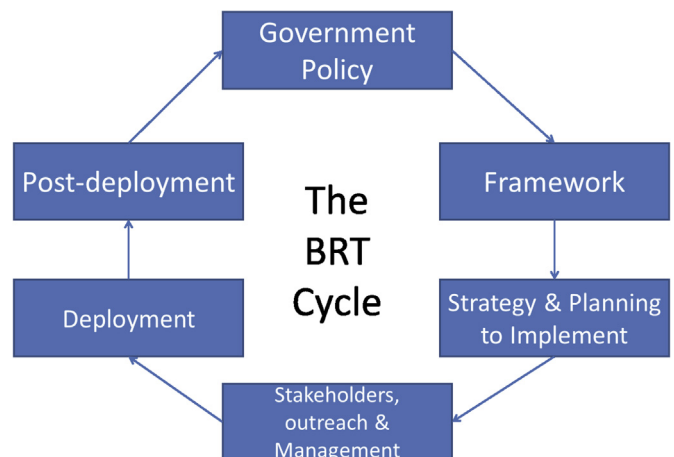 Government
Policy
Framework
Strategy & Planning
to Implement
Stakeholders,
outreach &
Management
Deployment
Post-deployment
The
BRT
Cycle